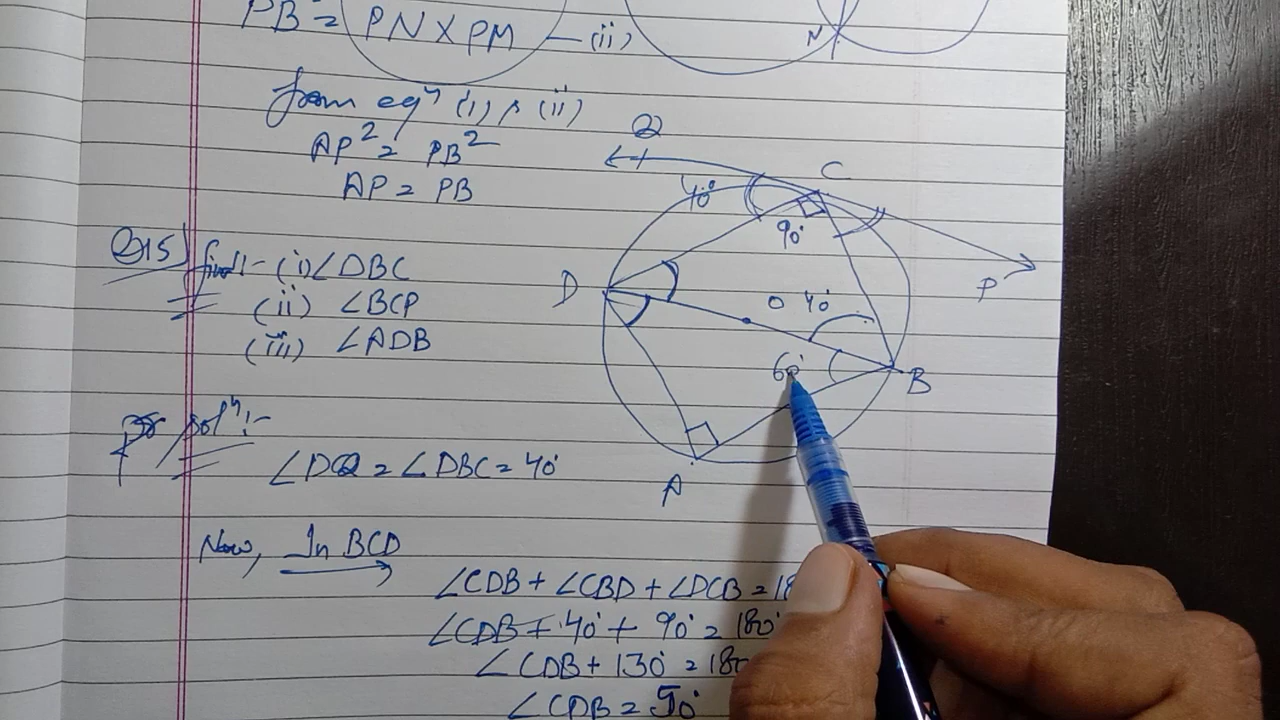 PB² = PN X PM — (ii)
N
from eqⁿ (i) & (ii)
AP² = PB²
AP = PB
Q
C
40°
90°
P
D
O 40°
60°
B
A
Q15) find:- (i) ∠DBC
(ii) ∠BCP
(iii) ∠ADB
solⁿ:-
∠DCQ = ∠DBC = 40°
Now, In BCD
∠CDB + ∠CBD + ∠DCB = 18
∠CDB + 40° + 90° = 180°
∠CDB + 130° = 180
∠CDB = 50°